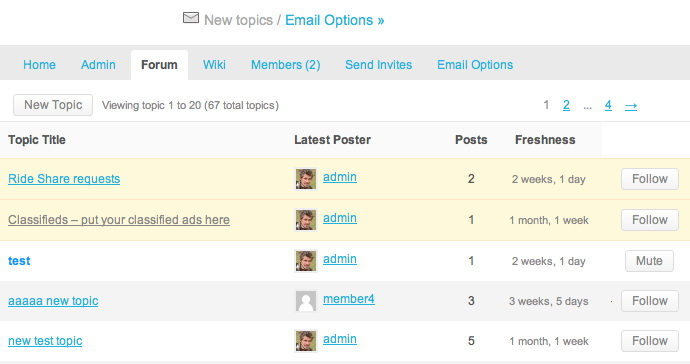 New topics / Email Options »
Home Admin Forum Wiki Members (2) Send Invites Email Options
New Topic Viewing topic 1 to 20 (67 total topics) 1 2 ... 4 →
Topic Title Latest Poster Posts Freshness
Ride Share requests admin 2 2 weeks, 1 day Follow
Classifieds – put your classified ads here admin 1 1 month, 1 week Follow
test admin 1 2 weeks, 1 day Mute
aaaaa new topic member4 3 3 weeks, 5 days · Follow
new test topic admin 5 1 month, 1 week Follow